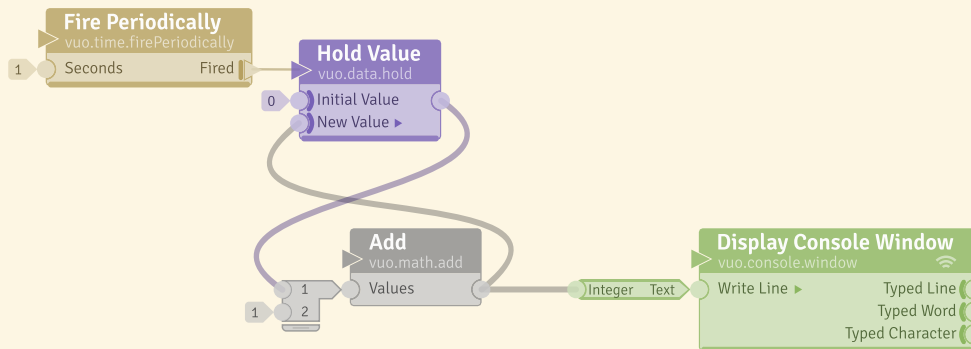 Fire Periodically
vuo.time.firePeriodically
1 Seconds Fired
Hold Value
vuo.data.hold
0 Initial Value
New Value
Add
vuo.math.add
1 Values
1 2
Integer Text
Display Console Window
vuo.console.window
Write Line Typed Line
Typed Word
Typed Character